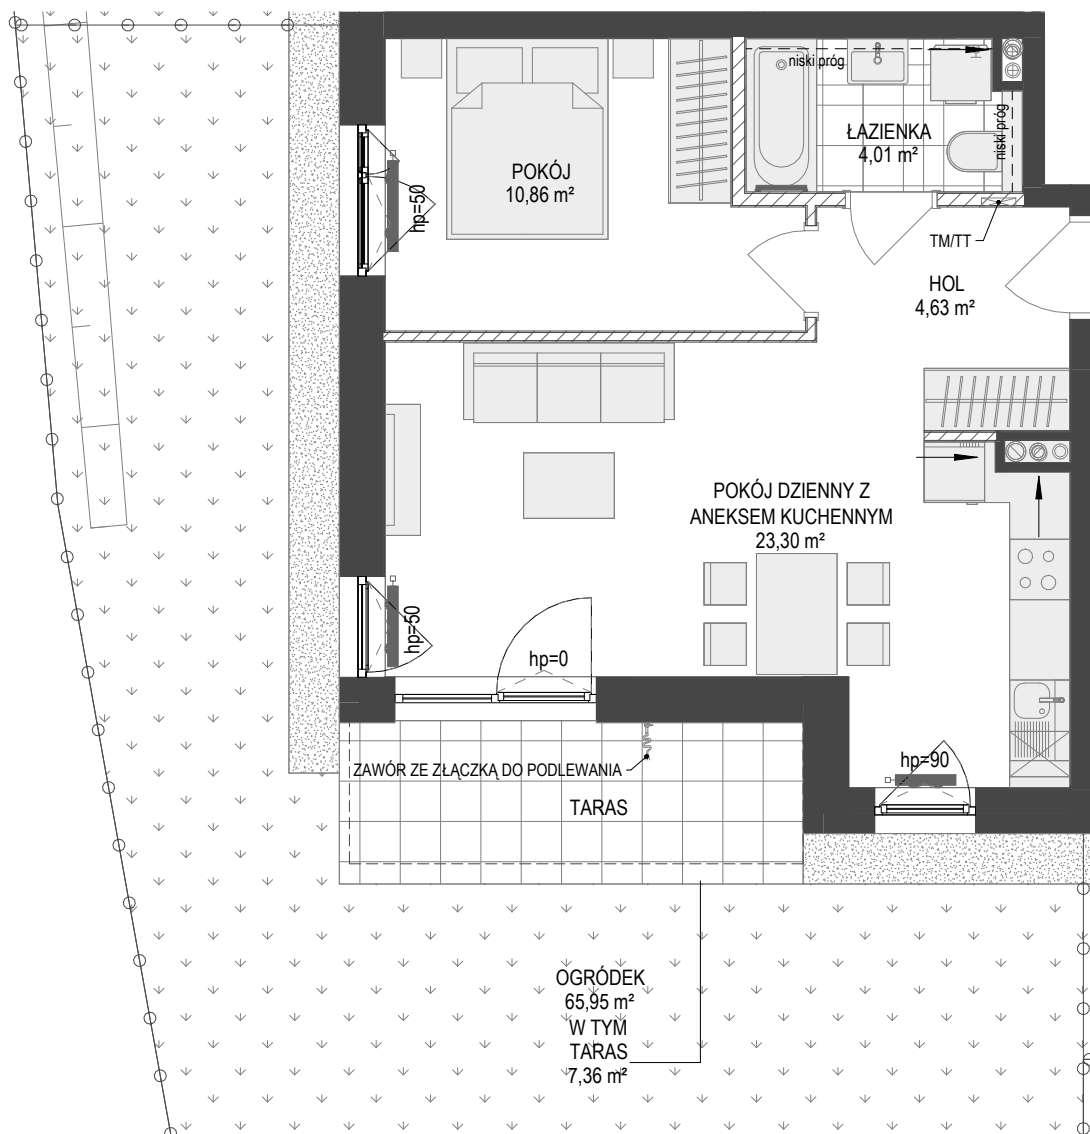 niski próg
ŁAZIENKA
4,01 m²
niski próg
POKÓJ
10,86 m²
hp=50
TM/TT
HOL
4,63 m²
POKÓJ DZIENNY Z
ANEKSEM KUCHENNYM
23,30 m²
hp=50
hp=0
hp=90
ZAWÓR ZE ZŁĄCZKĄ DO PODLEWANIA
TARAS
OGRÓDEK
65,95 m²
W TYM
TARAS
7,36 m²